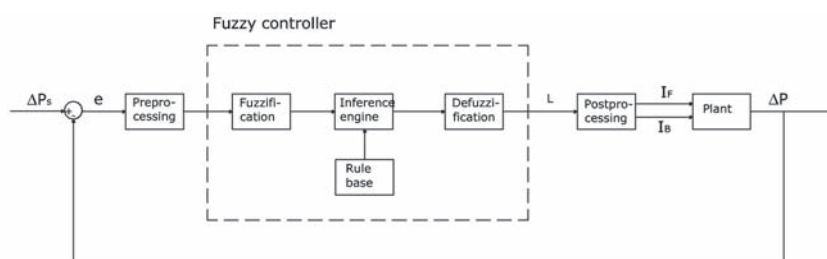 Fuzzy controller
ΔPs
+
-
e
Prepro-
cessing
Fuzzifi-
cation
Inference
engine
Defuzzi-
fication
L
Postpro-
cessing
IF
IB
Plant
ΔP
Rule
base